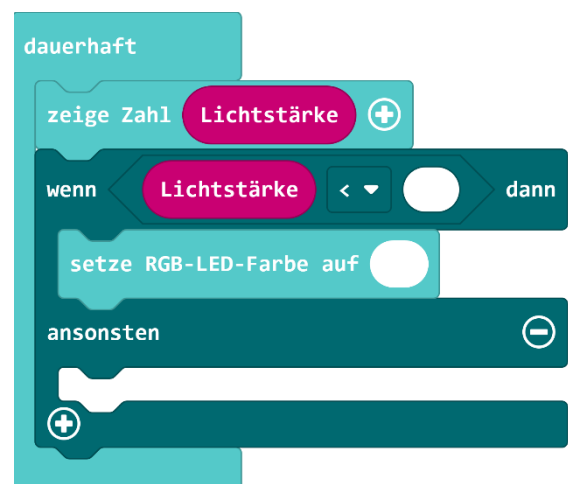 dauerhaft
zeige Zahl Lichtstärke
wenn Lichtstärke < dann
setze RGB-LED-Farbe auf
ansonsten